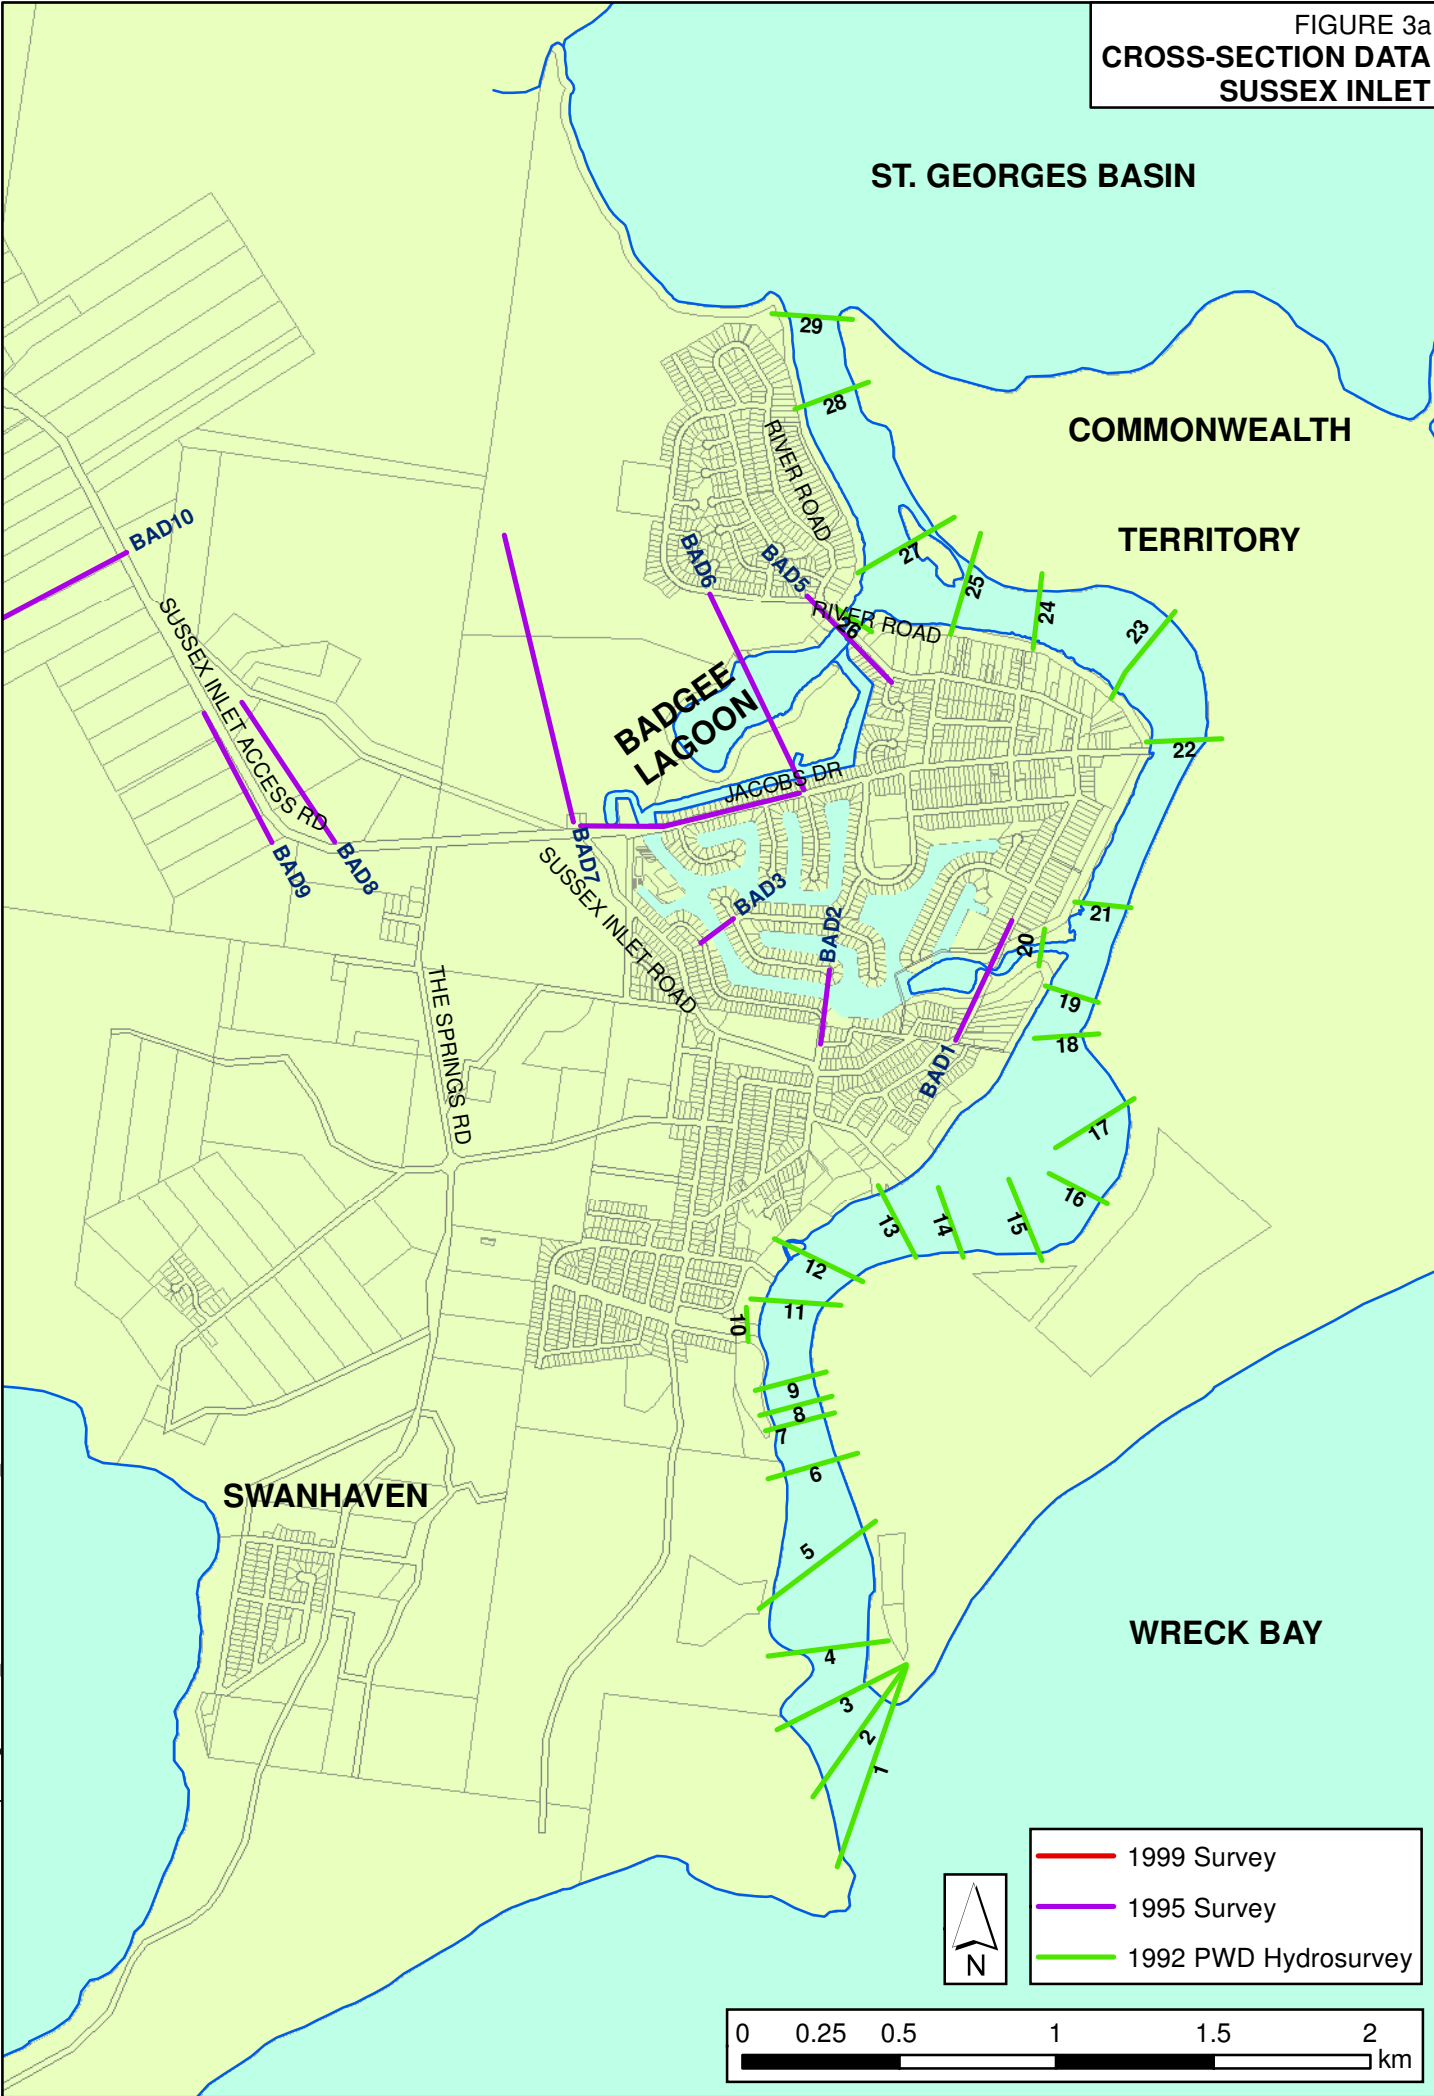 FIGURE 3a
CROSS-SECTION DATA
SUSSEX INLET
ST. GEORGES BASIN
29
28
COMMONWEALTH
RIVER ROAD
TERRITORY
BAD10
27
BAD6
BAD5
25
24
23
RIVER ROAD
26
SUSSEX INLET ACCESS RD
BADGEE
LAGOON
22
JACOBS DR
BAD9
BAD8
BAD7
SUSSEX INLET ROAD
BAD3
BAD2
21
20
19
18
THE SPRINGS RD
BAD1
17
16
15
14
13
12
11
10
9
8
7
6
SWANHAVEN
5
4
WRECK BAY
3
2
1
1999 Survey
1995 Survey
1992 PWD Hydrosurvey
N
0 0.25 0.5 1 1.5 2
km